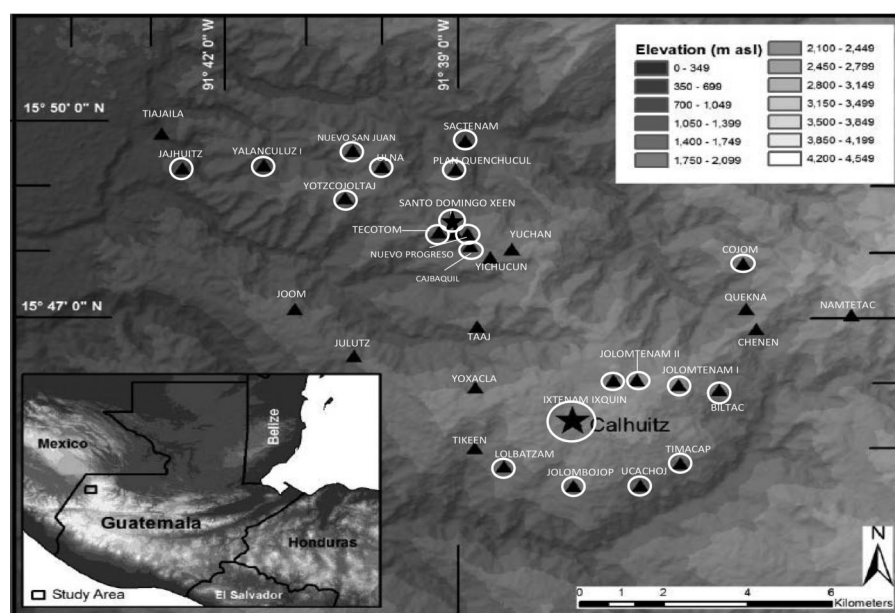 91° 42' 0" W
91° 39' 0" W
Elevation (m asl)
0 - 349
350 - 699
700 - 1,049
1,050 - 1,399
1,400 - 1,749
1,750 - 2,099
2,100 - 2,449
2,450 - 2,799
2,800 - 3,149
3,150 - 3,499
3,500 - 3,849
3,850 - 4,199
4,200 - 4,549
15° 50' 0" N
TIAJAILA
JAJHUITZ
YALANCULUZ I
NUEVO SAN JUAN
ULNA
SACTENAM
PLAN QUENCHUCUL
YOTZCOJOLTAJ
SANTO DOMINGO XEEN
TECOTOM
NUEVO PROGRESO
YUCHAN
YICHUCUN
CAJBAQUIL
COJOM
15° 47' 0" N
JOOM
QUEKNA
NAMTETAC
CHENEN
TAAJ
JULUTZ
JOLOMTENAM II
YOXACLA
JOLOMTENAM I
IXTENAM IXQUIN
BILTAC
Calhuitz
TIKEEN
LOLBATZAM
TIMACAP
JOLOMBOJOP
UCACHOJ
Mexico
Belize
Guatemala
Honduras
El Salvador
Study Area
N
0 1 2 4 6
Kilometers